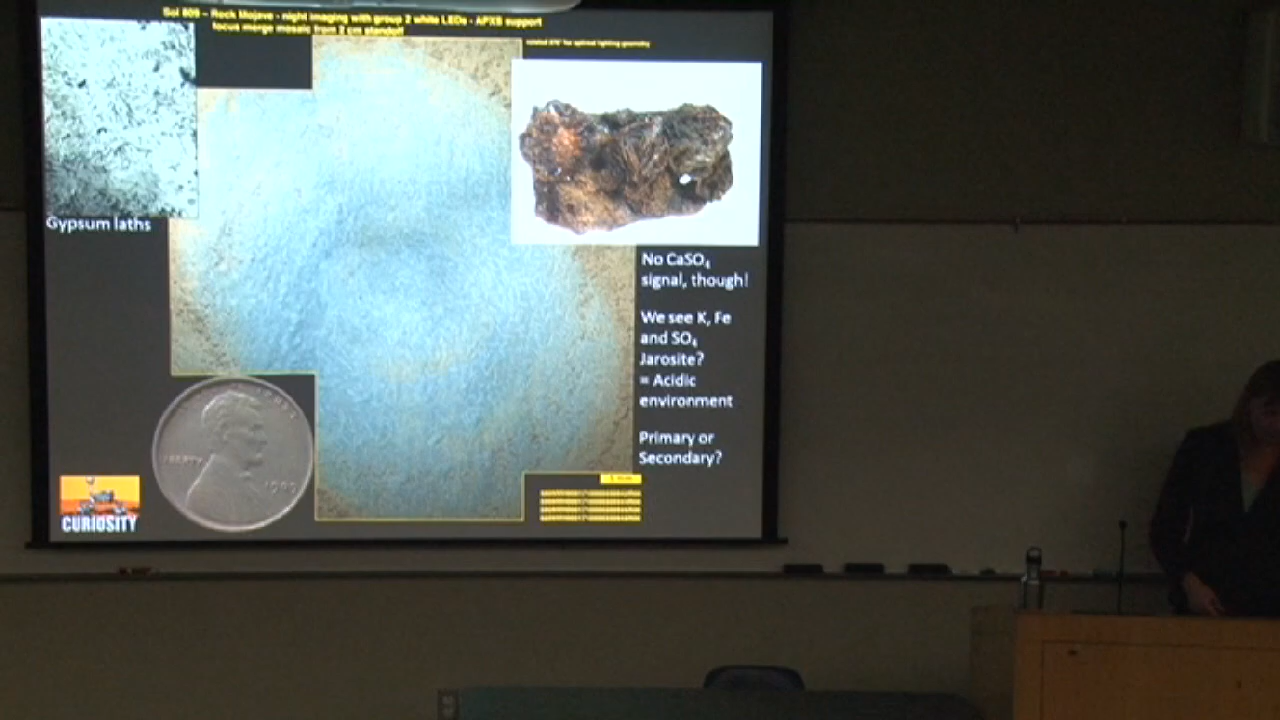 Sol 809 - Rock Mojave - night imaging with group 2 white LEDs - APXS support
focus merge mosaic from 2 cm standoff
Gypsum laths
No CaSO₄
signal, though!
We see K, Fe
and SO₄
Jarosite?
= Acidic
environment
Primary or
Secondary?
LIBERTY
1909
CURIOSITY